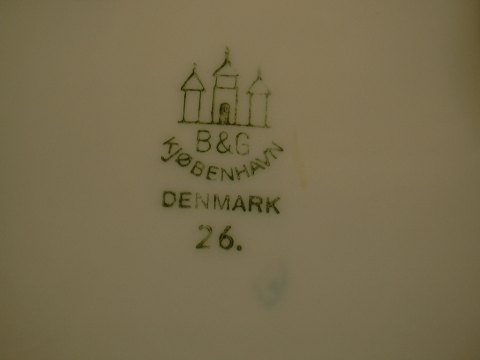 B&G
KJØBENHAVN
DENMARK
26.